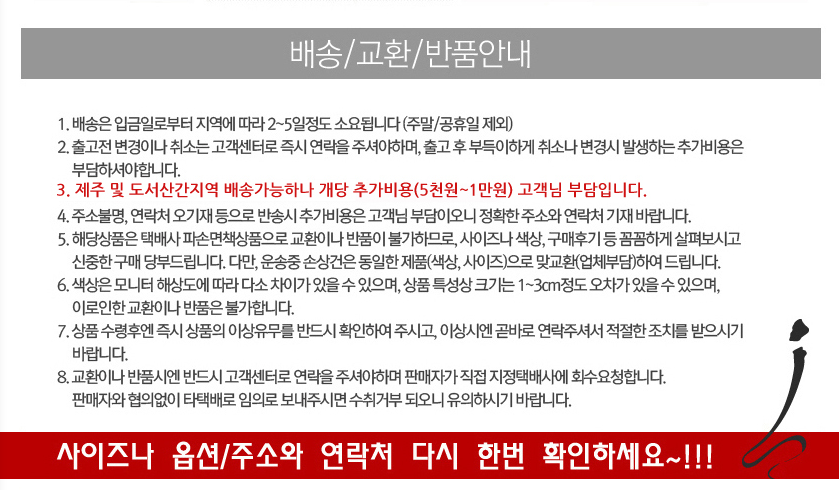 배송/교환/반품안내
1. 배송은 입금일로부터 지역에 따라 2~5일정도 소요됩니다 (주말/공휴일 제외)
2. 출고전 변경이나 취소는 고객센터로 즉시 연락을 주셔야하며, 출고 후 부득이하게 취소나 변경시 발생하는 추가비용은
부담하셔야합니다.
3. 제주 및 도서산간지역 배송가능하나 개당 추가비용(5천원~1만원) 고객님 부담입니다.
4. 주소불명, 연락처 오기재 등으로 반송시 추가비용은 고객님 부담이오니 정확한 주소와 연락처 기재 바랍니다.
5. 해당상품은 택배사 파손면책상품으로 교환이나 반품이 불가하므로, 사이즈나 색상, 구매후기 등 꼼꼼하게 살펴보시고
신중한 구매 당부드립니다. 다만, 운송중 손상건은 동일한 제품(색상, 사이즈)으로 맞교환(업체부담)하여 드립니다.
6. 색상은 모니터 해상도에 따라 다소 차이가 있을 수 있으며, 상품 특성상 크기는 1~3cm정도 오차가 있을 수 있으며,
이로인한 교환이나 반품은 불가합니다.
7. 상품 수령후엔 즉시 상품의 이상유무를 반드시 확인하여 주시고, 이상시엔 곧바로 연락주셔서 적절한 조치를 받으시기
바랍니다.
8. 교환이나 반품시엔 반드시 고객센터로 연락을 주셔야하며 판매자가 직접 지정택배사에 회수요청합니다.
판매자와 협의없이 타택배로 임의로 보내주시면 수취거부 되오니 유의하시기 바랍니다.
사이즈나 옵션/주소와 연락처 다시 한번 확인하세요~!!!